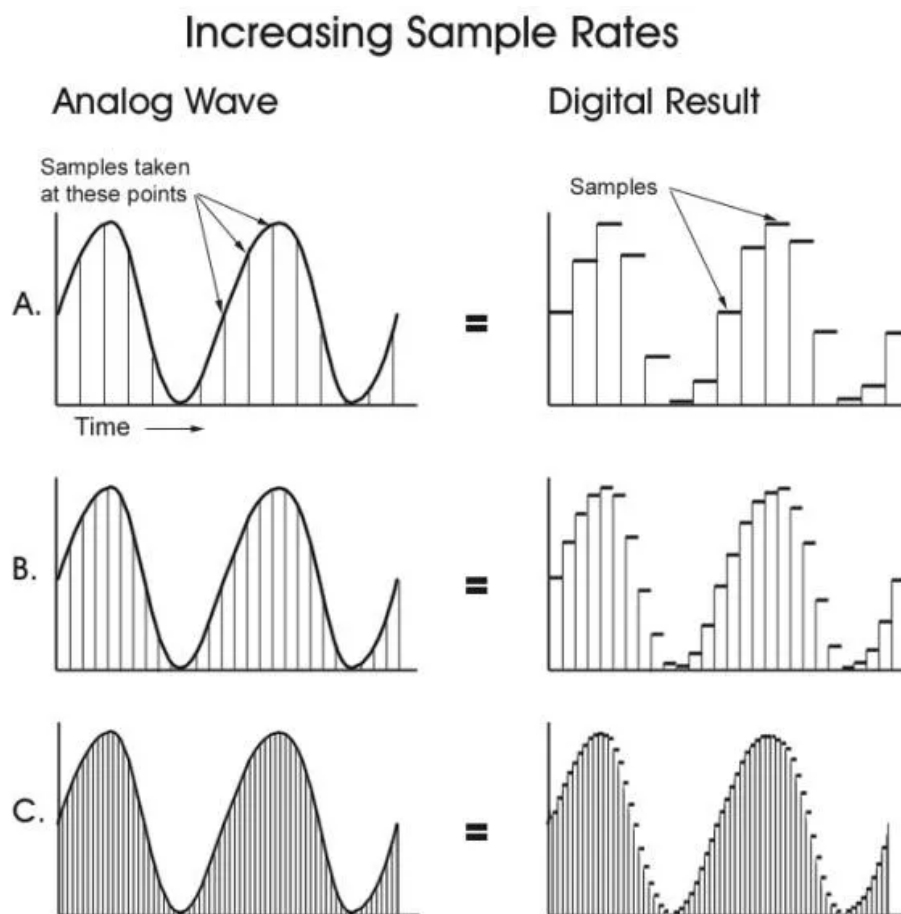 Increasing Sample Rates
Analog Wave
Digital Result
Samples taken
at these points
Samples
A.
=
Time
B.
=
C.
=